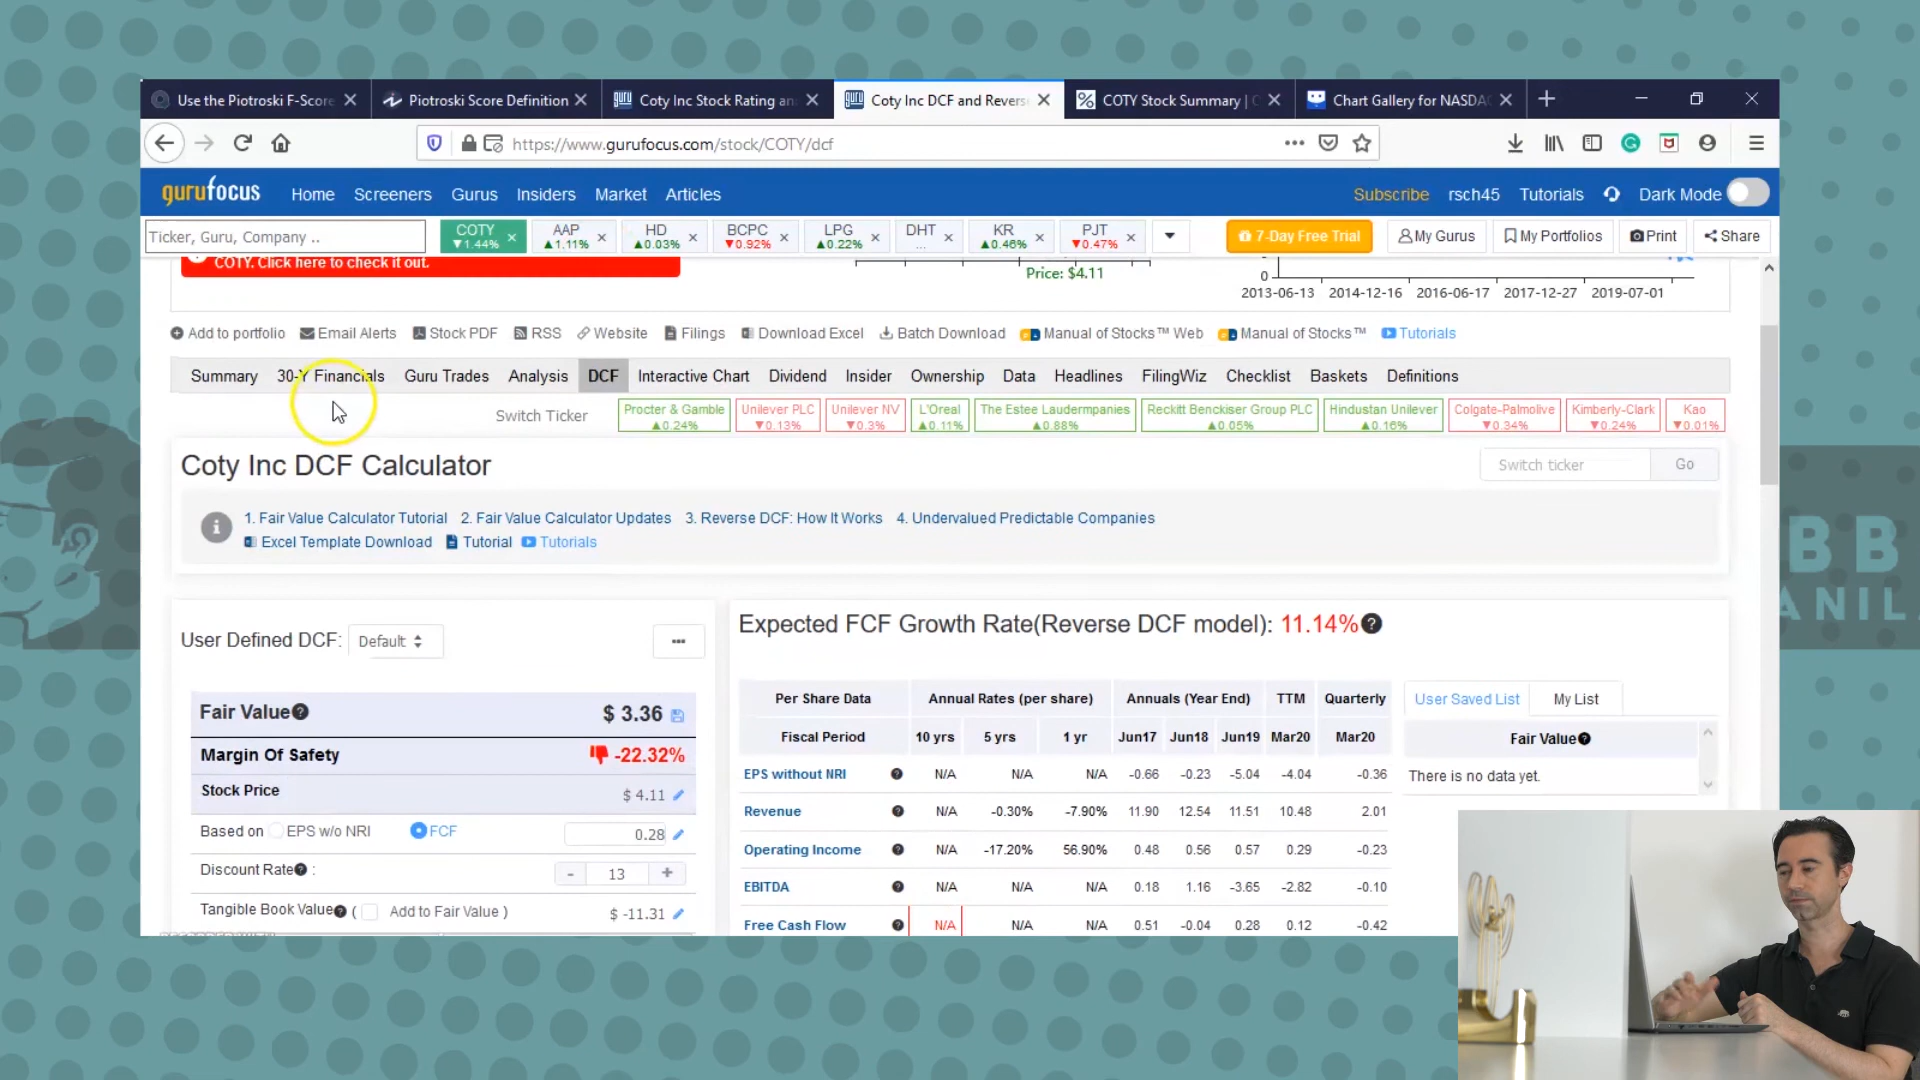 Use the Piotroski F-Score
Piotroski Score Definition
Coty Inc Stock Rating an
Coty Inc DCF and Revers
COTY Stock Summary |
Chart Gallery for NASDA
https://www.gurufocus.com/stock/COTY/dcf
gurufocus Home Screeners Gurus Insiders Market Articles Subscribe rsch45 Tutorials Dark Mode
Ticker, Guru, Company ..
COTY ▼1.44%
AAP ▲1.11%
HD ▲0.03%
BCPC ▼0.92%
LPG ▲0.22%
DHT ...
KR ▲0.46%
PJT ▼0.47%
7-Day Free Trial My Gurus My Portfolios Print Share
COTY. Click here to check it out.
Price: $4.11
0
2013-06-13 2014-12-16 2016-06-17 2017-12-27 2019-07-01
Add to portfolio Email Alerts Stock PDF RSS Website Filings Download Excel Batch Download Manual of Stocks™ Web Manual of Stocks™ Tutorials
Summary 30-Y Financials Guru Trades Analysis DCF Interactive Chart Dividend Insider Ownership Data Headlines FilingWiz Checklist Baskets Definitions
Switch Ticker
Procter & Gamble ▲0.24%
Unilever PLC ▼0.13%
Unilever NV ▼0.3%
L'Oreal ▲0.11%
The Estee Laudermpanies ▲0.88%
Reckitt Benckiser Group PLC ▲0.05%
Hindustan Unilever ▲0.16%
Colgate-Palmolive ▼0.34%
Kimberly-Clark ▼0.24%
Kao ▼0.01%
Coty Inc DCF Calculator
Switch ticker Go
1. Fair Value Calculator Tutorial 2. Fair Value Calculator Updates 3. Reverse DCF: How It Works 4. Undervalued Predictable Companies
Excel Template Download Tutorial Tutorials
User Defined DCF: Default
Fair Value $ 3.36
Margin Of Safety -22.32%
Stock Price $ 4.11
Based on EPS w/o NRI FCF 0.28
Discount Rate : - 13 +
Tangible Book Value ( Add to Fair Value ) $ -11.31
Expected FCF Growth Rate(Reverse DCF model): 11.14%
Per Share Data Annual Rates (per share) Annuals (Year End) TTM Quarterly
Fiscal Period 10 yrs 5 yrs 1 yr Jun17 Jun18 Jun19 Mar20 Mar20
EPS without NRI N/A N/A N/A -0.66 -0.23 -5.04 -4.04 -0.36
Revenue N/A -0.30% -7.90% 11.90 12.54 11.51 10.48 2.01
Operating Income N/A -17.20% 56.90% 0.48 0.56 0.57 0.29 -0.23
EBITDA N/A N/A N/A 0.18 1.16 -3.65 -2.82 -0.10
Free Cash Flow N/A N/A N/A 0.51 -0.04 0.28 0.12 -0.42
User Saved List My List
Fair Value
There is no data yet.
BB
ANIL